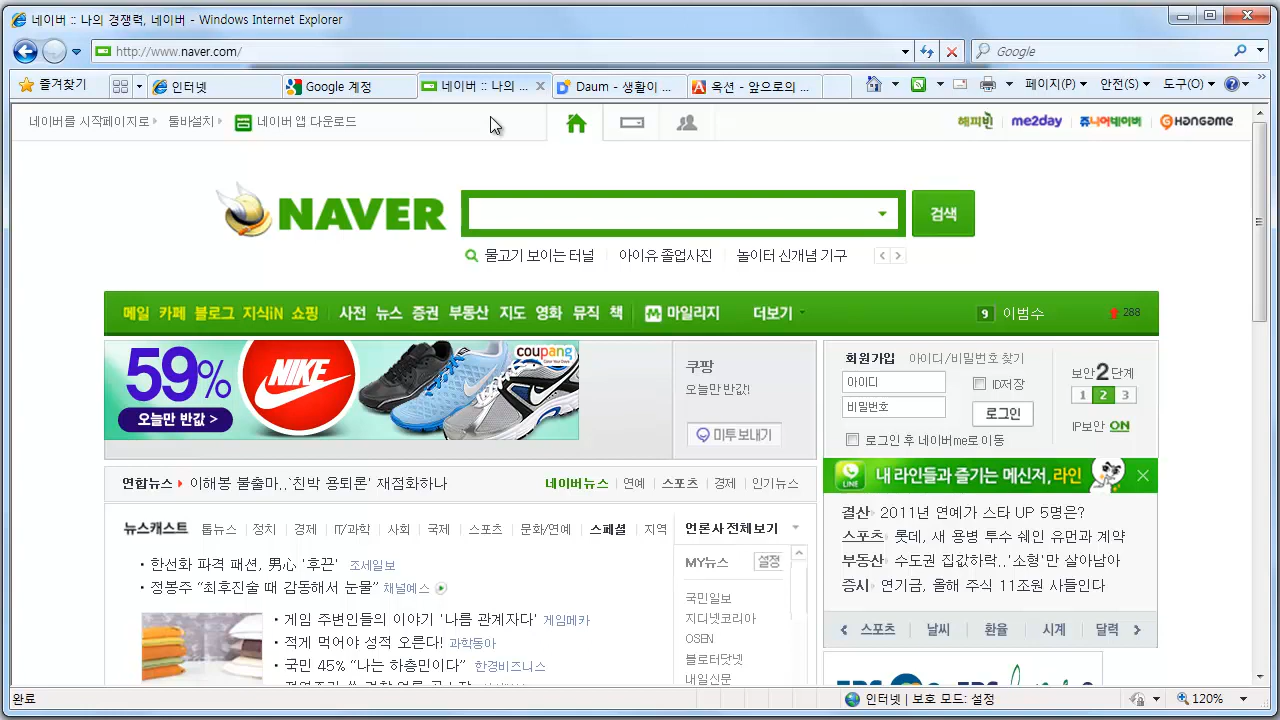 네이버 :: 나의 경쟁력, 네이버 - Windows Internet Explorer
http://www.naver.com/
Google
즐겨찾기
인터넷
Google 계정
네이버 :: 나의 ...
Daum - 생활이 ...
옥션 - 앞으로의 ...
페이지(P)
안전(S)
도구(O)
네이버를 시작페이지로
툴바설치
네이버 앱 다운로드
해피빈
me2day
쥬니어네이버
Hangame
NAVER
검색
물고기 보이는 터널
아이유 졸업사진
놀이터 신개념 기구
메일 카페 블로그 지식iN 쇼핑
사전 뉴스 증권 부동산 지도 영화 뮤직 책
마일리지
더보기
9 이범수 288
59%
오늘만 반값 >
NIKE
coupang
쿠팡
오늘만 반값!
미투 보내기
회원가입 아이디/비밀번호 찾기
아이디
ID저장
비밀번호
로그인
로그인 후 네이버me로 이동
보안2단계
1 2 3
IP보안 ON
LINE
내 라인들과 즐기는 메신저, 라인
연합뉴스 이해봉 불출마..`친박 용퇴론' 재점화하나
네이버뉴스 연예 스포츠 경제 인기뉴스
뉴스캐스트 톱뉴스 정치 경제 IT/과학 사회 국제 스포츠 문화/연예 스페셜 지역
언론사 전체보기
한선화 파격 패션, 男心 '후끈' 조세일보
정봉주 “최후진술 때 감동해서 눈물” 채널예스
게임 주변인들의 이야기 '나름 관계자다' 게임메카
적게 먹어야 성적 오른다! 과학동아
국민 45% “나는 하층민이다” 한경비즈니스
MY뉴스 설정
국민일보
지디넷코리아
OSEN
블로터닷넷
내일신문
결산 2011년 연예가 스타 UP 5명은?
스포츠 롯데, 새 용병 투수 쉐인 유먼과 계약
부동산 수도권 집값하락..'소형'만 살아남아
증시 연기금, 올해 주식 11조원 사들인다
스포츠 날씨 환율 시계 달력
완료
인터넷 | 보호 모드: 설정
120%